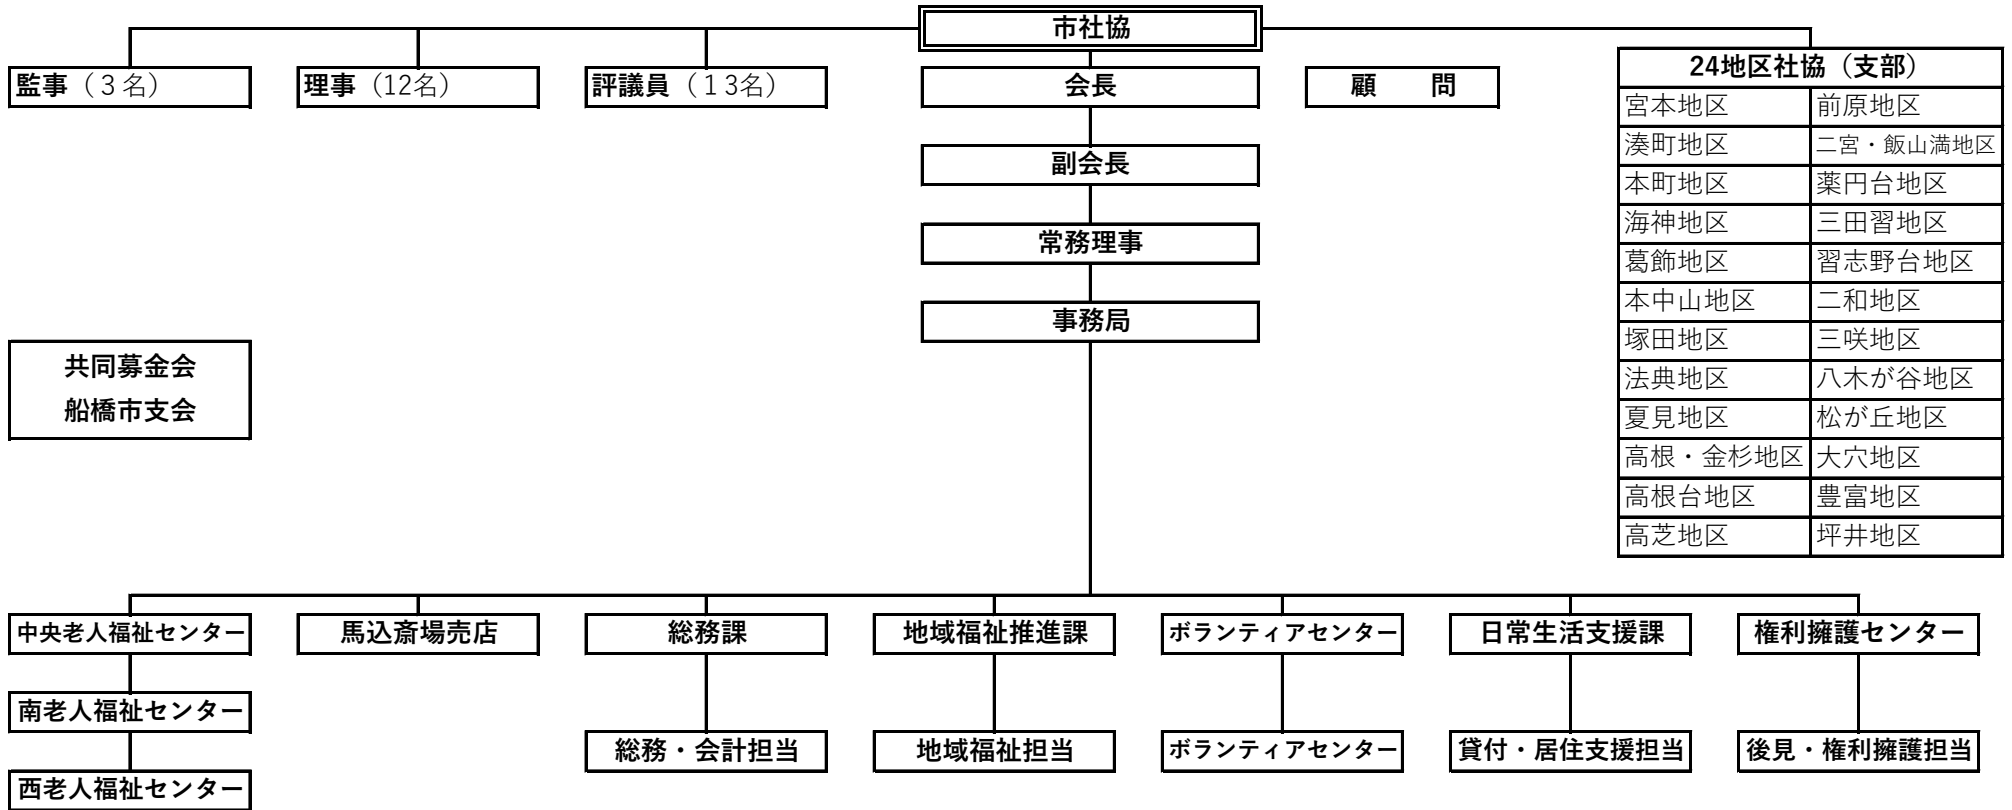 市社協
監事（３名）
理事（12名）
評議員（１3名）
会長
顧　問
副会長
常務理事
事務局
24地区社協（支部）
宮本地区 前原地区
湊町地区 二宮・飯山満地区
本町地区 薬円台地区
海神地区 三田習地区
葛飾地区 習志野台地区
本中山地区 二和地区
塚田地区 三咲地区
法典地区 八木が谷地区
夏見地区 松が丘地区
高根・金杉地区 大穴地区
高根台地区 豊富地区
高芝地区 坪井地区
共同募金会
船橋市支会
中央老人福祉センター
馬込斎場売店
総務課
地域福祉推進課
ボランティアセンター
日常生活支援課
権利擁護センター
南老人福祉センター
総務・会計担当
地域福祉担当
ボランティアセンター
貸付・居住支援担当
後見・権利擁護担当
西老人福祉センター